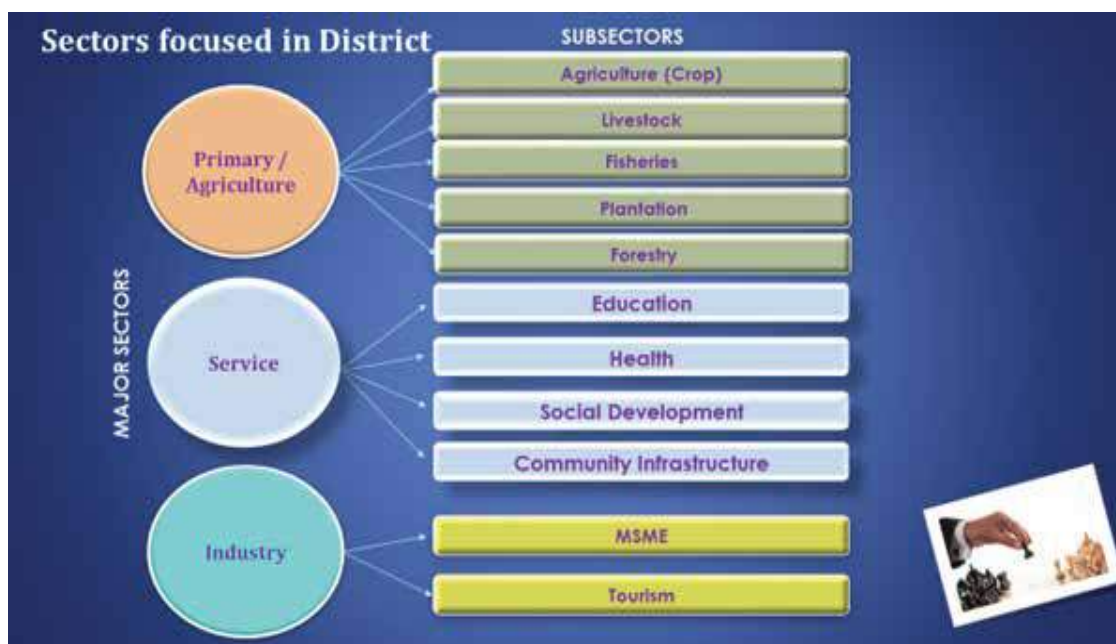 Sectors focused in District
SUBSECTORS
MAJOR SECTORS
Primary /
Agriculture
Agriculture (Crop)
Livestock
Fisheries
Plantation
Forestry
Service
Education
Health
Social Development
Community Infrastructure
Industry
MSME
Tourism